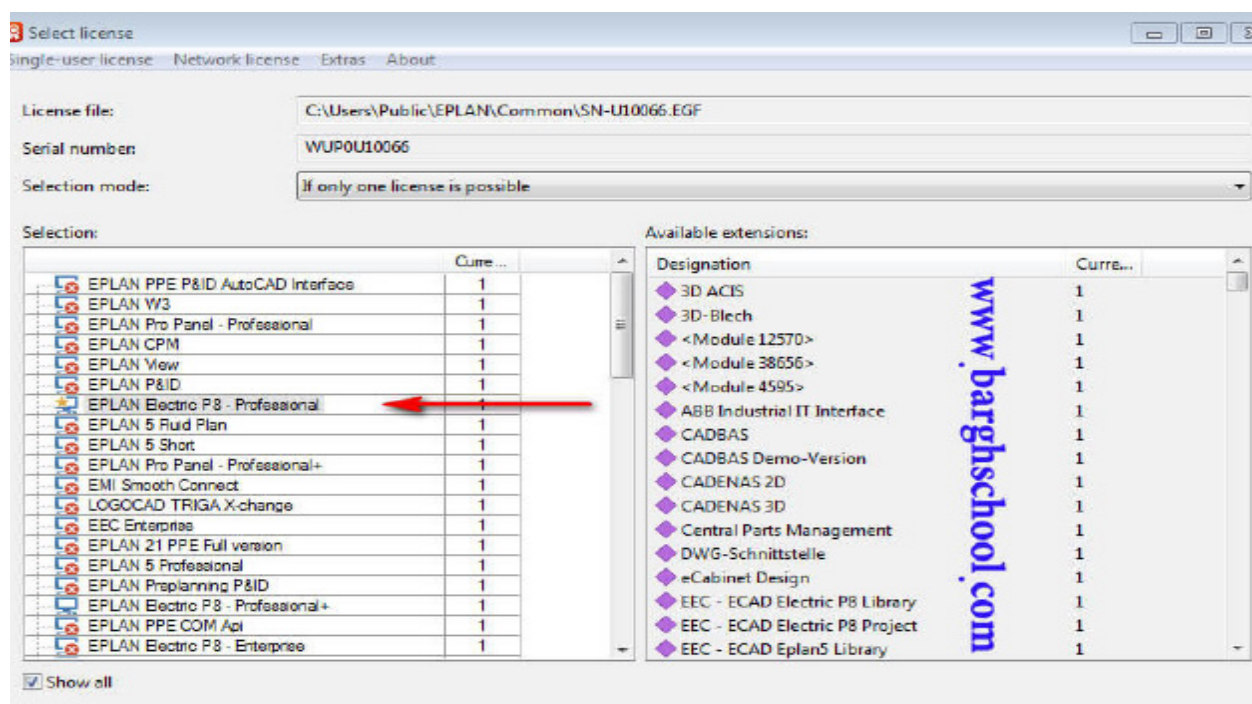 Select license
Single-user license Network license Extras About
License file: C:\Users\Public\EPLAN\Common\SN-U10066.EGF
Serial number: WUP0U10066
Selection mode: If only one license is possible
Selection:
Curre...
EPLAN PPE P&ID AutoCAD Interface 1
EPLAN W3 1
EPLAN Pro Panel - Professional 1
EPLAN CPM 1
EPLAN View 1
EPLAN P&ID 1
EPLAN Electric P8 - Professional 1
EPLAN 5 Fluid Plan 1
EPLAN 5 Short 1
EPLAN Pro Panel - Professional+ 1
EMI Smooth Connect 1
LOGOCAD TRIGA X-change 1
EEC Enterprise 1
EPLAN 21 PPE Full version 1
EPLAN 5 Professional 1
EPLAN Preplanning P&ID 1
EPLAN Electric P8 - Professional+ 1
EPLAN PPE COM Api 1
EPLAN Electric P8 - Enterprise 1
Available extensions:
Designation Curre...
3D ACIS 1
3D-Blech 1
<Module 12570> 1
<Module 38656> 1
<Module 4595> 1
ABB Industrial IT Interface 1
CADBAS 1
CADBAS Demo-Version 1
CADENAS 2D 1
CADENAS 3D 1
Central Parts Management 1
DWG-Schnittstelle 1
eCabinet Design 1
EEC - ECAD Electric P8 Library 1
EEC - ECAD Electric P8 Project 1
EEC - ECAD Eplan5 Library 1
www.barghschool.com
Show all